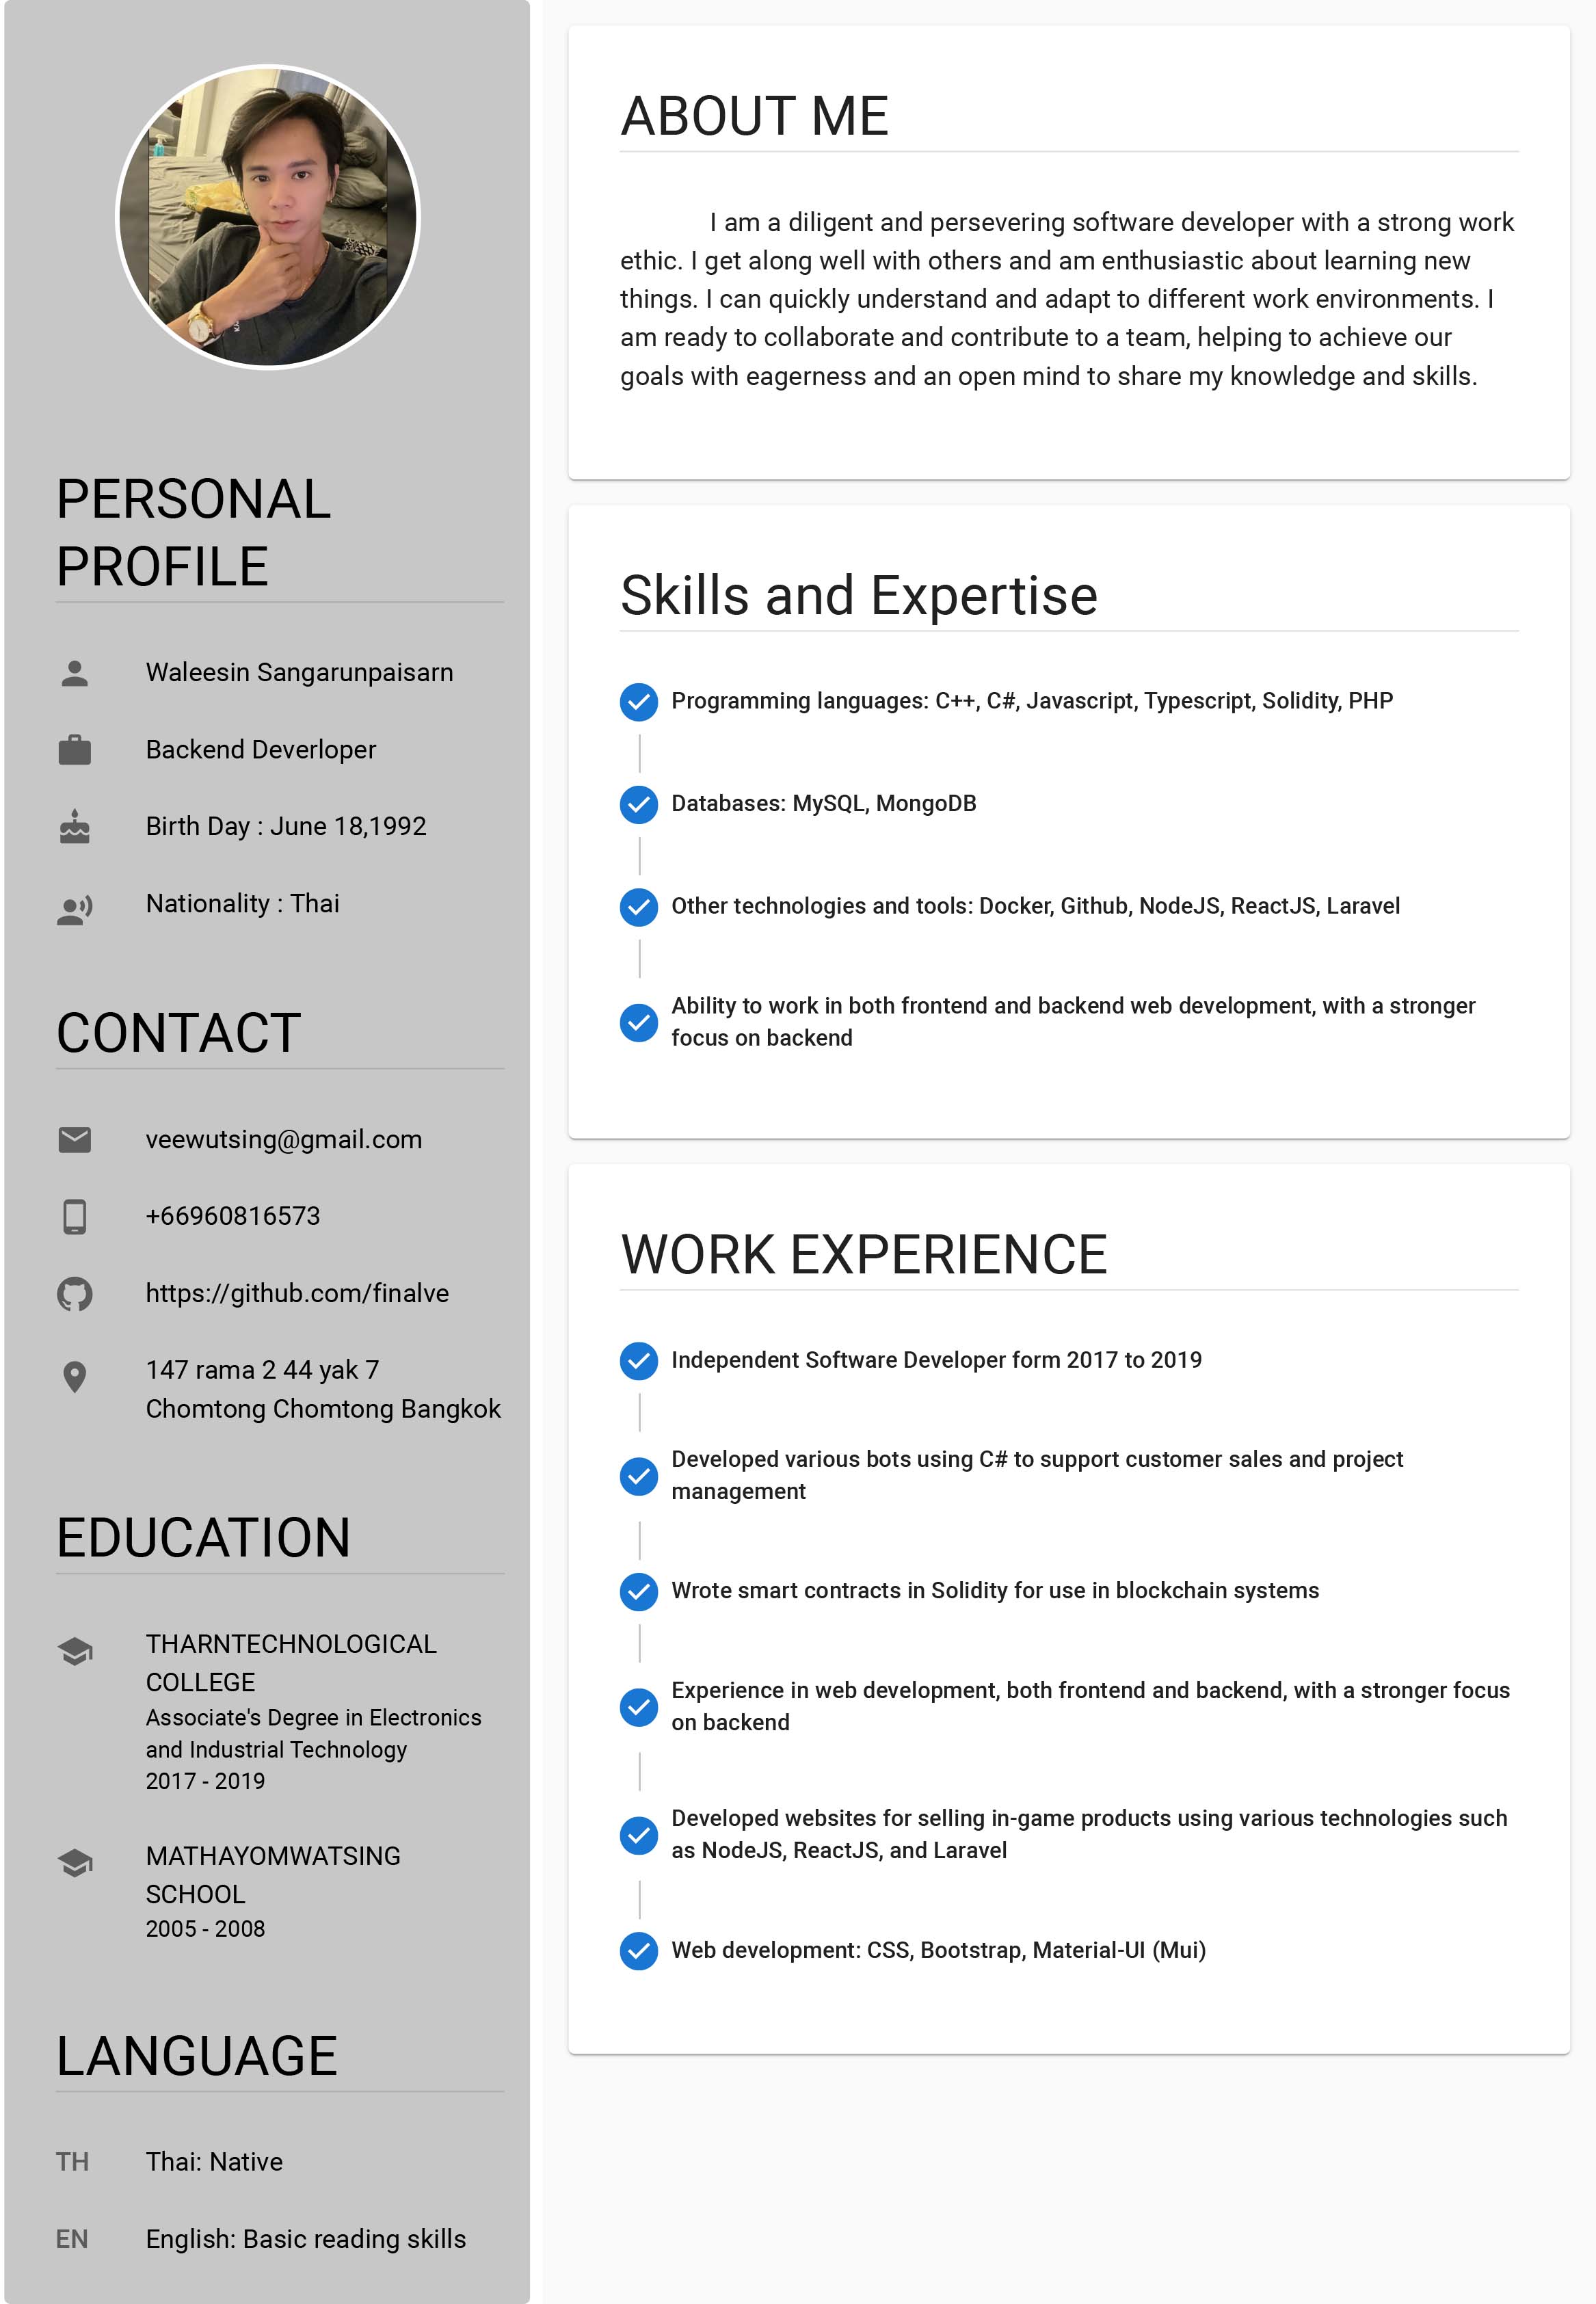 PERSONAL
PROFILE
Waleesin Sangarunpaisarn
Backend Deverloper
Birth Day : June 18,1992
Nationality : Thai
CONTACT
veewutsing@gmail.com
+66960816573
https://github.com/finalve
147 rama 2 44 yak 7
Chomtong Chomtong Bangkok
EDUCATION
THARNTECHNOLOGICAL
COLLEGE
Associate's Degree in Electronics
and Industrial Technology
2017 - 2019
MATHAYOMWATSING
SCHOOL
2005 - 2008
LANGUAGE
TH Thai: Native
EN English: Basic reading skills
ABOUT ME
I am a diligent and persevering software developer with a strong work
ethic. I get along well with others and am enthusiastic about learning new
things. I can quickly understand and adapt to different work environments. I
am ready to collaborate and contribute to a team, helping to achieve our
goals with eagerness and an open mind to share my knowledge and skills.
Skills and Expertise
Programming languages: C++, C#, Javascript, Typescript, Solidity, PHP
Databases: MySQL, MongoDB
Other technologies and tools: Docker, Github, NodeJS, ReactJS, Laravel
Ability to work in both frontend and backend web development, with a stronger
focus on backend
WORK EXPERIENCE
Independent Software Developer form 2017 to 2019
Developed various bots using C# to support customer sales and project
management
Wrote smart contracts in Solidity for use in blockchain systems
Experience in web development, both frontend and backend, with a stronger focus
on backend
Developed websites for selling in-game products using various technologies such
as NodeJS, ReactJS, and Laravel
Web development: CSS, Bootstrap, Material-UI (Mui)